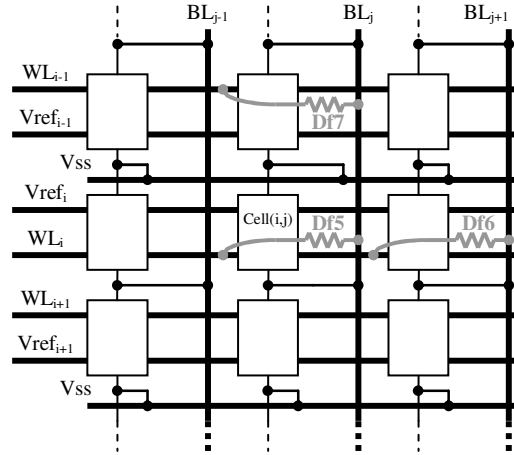 BLj-1 BLj BLj+1
WLi-1
Vrefi-1 Df7
Vss
Vrefi
Cell(i,j) Df5 Df6
WLi
WLi+1
Vrefi+1
Vss